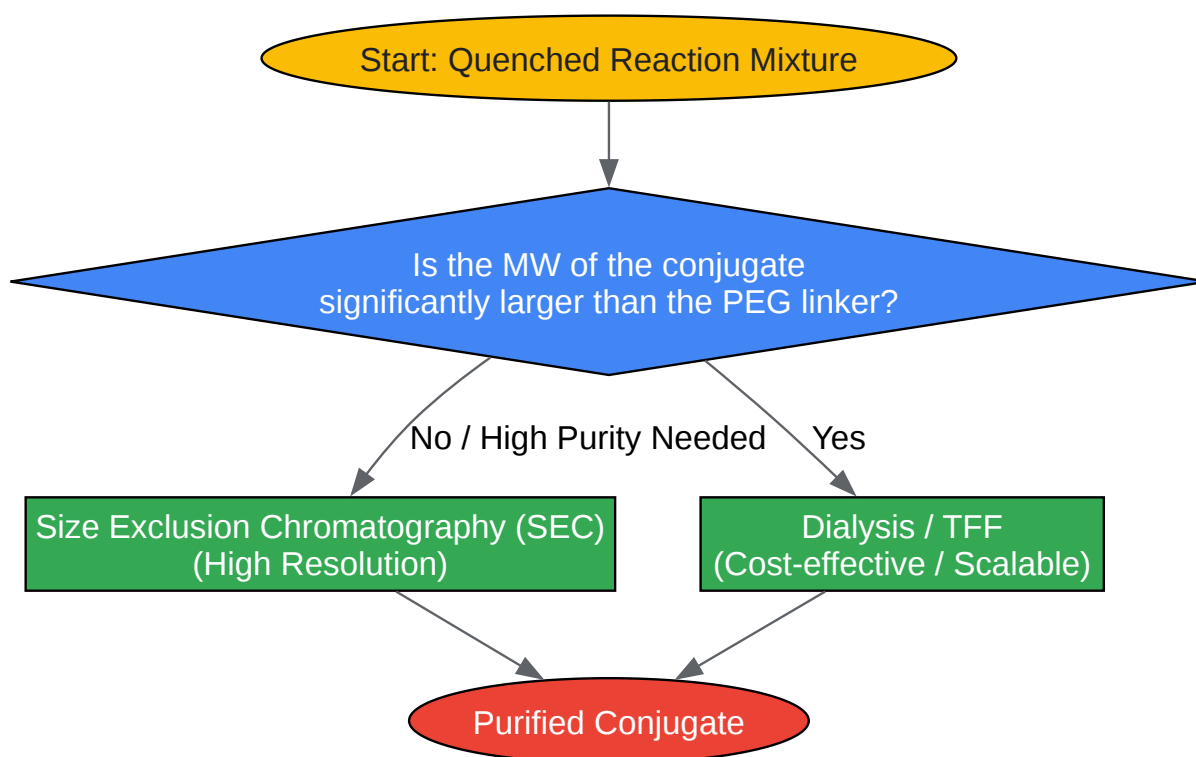 Start: Quenched Reaction Mixture
Is the MW of the conjugate
significantly larger than the PEG linker?
No / High Purity Needed
Yes
Size Exclusion Chromatography (SEC)
(High Resolution)
Dialysis / TFF
(Cost-effective / Scalable)
Purified Conjugate